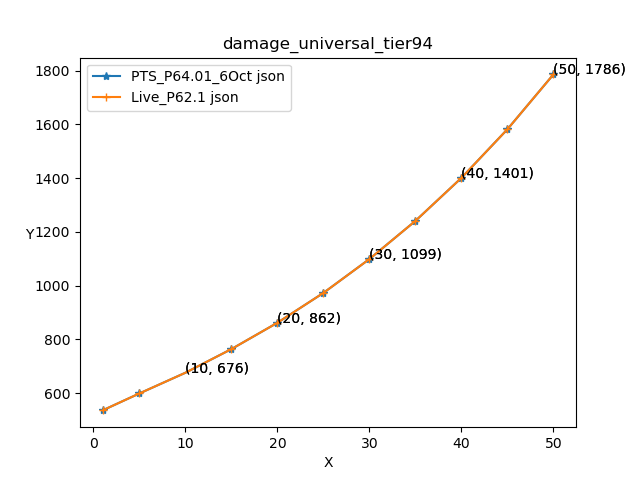 damage_universal_tier94
PTS_P64.01_6Oct json
Live_P62.1 json
1800
1600
1400
1200
1000
800
600
Y
(50, 1786)
(40, 1401)
(30, 1099)
(20, 862)
(10, 676)
0 10 20 30 40 50
X